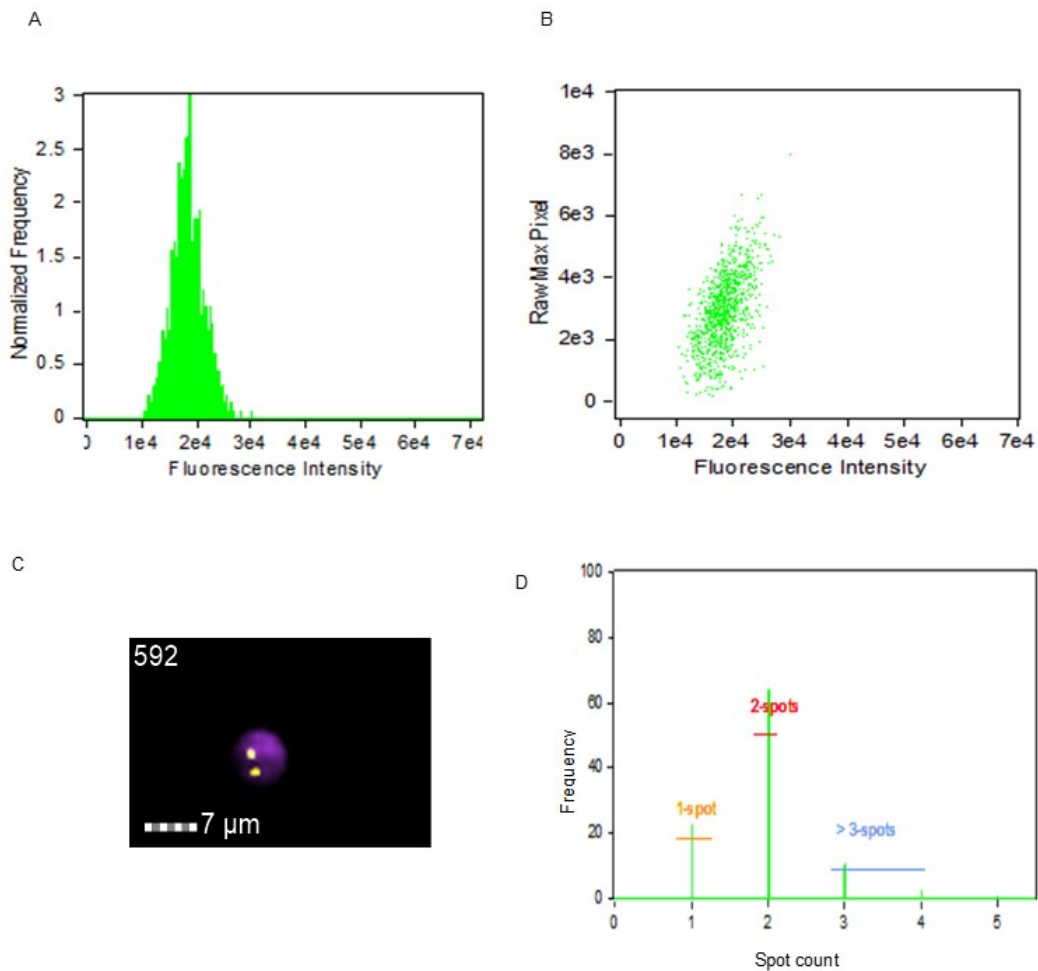 A
B
3
2.5
2
1.5
1
0.5
0
Normalized Frequency
0 1e4 2e4 3e4 4e4 5e4 6e4 7e4
Fluorescence Intensity
1e4
8e3
6e3
4e3
2e3
0
Raw Max Pixel
0 1e4 2e4 3e4 4e4 5e4 6e4 7e4
Fluorescence Intensity
C
592
7 µm
D
100
80
60
40
20
0
Frequency
2-spots
1-spot
> 3-spots
0 1 2 3 4 5
Spot count